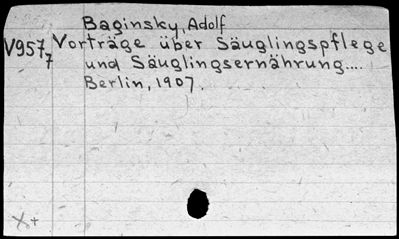 Baginsky, Adolf
V957 Vorträge über Säuglingspflege
7 und Säuglingsernährung....
Berlin, 1907.
X+